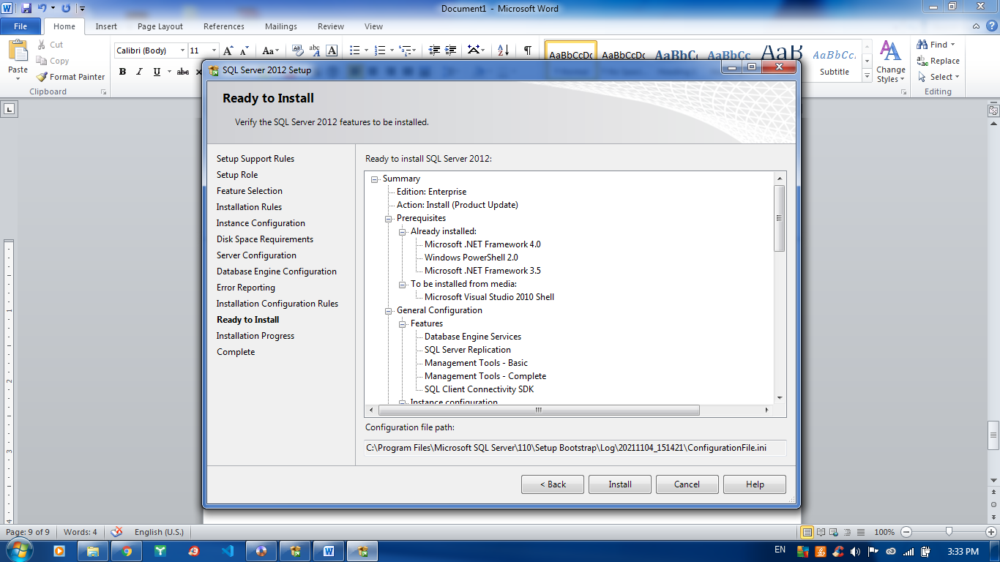 Document1 - Microsoft Word
File Home Insert Page Layout References Mailings Review View
Paste
Cut
Copy
Format Painter
Clipboard
Calibri (Body) 11
B I U abc
AaBbCcDc AaBbCcDc AaBbCc AaBbCc AaB AaBbCc.
Subtitle
Change
Styles
Find
Replace
Select
Editing
SQL Server 2012 Setup
Ready to Install
Verify the SQL Server 2012 features to be installed.
Setup Support Rules
Setup Role
Feature Selection
Installation Rules
Instance Configuration
Disk Space Requirements
Server Configuration
Database Engine Configuration
Error Reporting
Installation Configuration Rules
Ready to Install
Installation Progress
Complete
Ready to install SQL Server 2012:
Summary
Edition: Enterprise
Action: Install (Product Update)
Prerequisites
Already installed:
Microsoft .NET Framework 4.0
Windows PowerShell 2.0
Microsoft .NET Framework 3.5
To be installed from media:
Microsoft Visual Studio 2010 Shell
General Configuration
Features
Database Engine Services
SQL Server Replication
Management Tools - Basic
Management Tools - Complete
SQL Client Connectivity SDK
Instance configuration
Configuration file path:
C:\Program Files\Microsoft SQL Server\110\Setup Bootstrap\Log\20211104_151421\ConfigurationFile.ini
< Back Install Cancel Help
Page: 9 of 9 Words: 4 English (U.S.) 100%
EN 3:33 PM